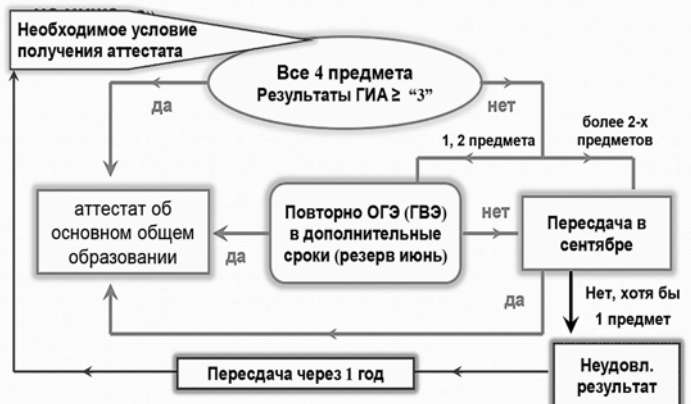 Необходимое условие
получения аттестата
Все 4 предмета
Результаты ГИА ≥ “3”
да
нет
1, 2 предмета
более 2-х
предметов
аттестат об
основном общем
образовании
да
Повторно ОГЭ (ГВЭ)
в дополнительные
сроки (резерв июнь)
нет
Пересдача в
сентябре
да
Нет, хотя бы
1 предмет
Пересдача через 1 год
Неудовл.
результат